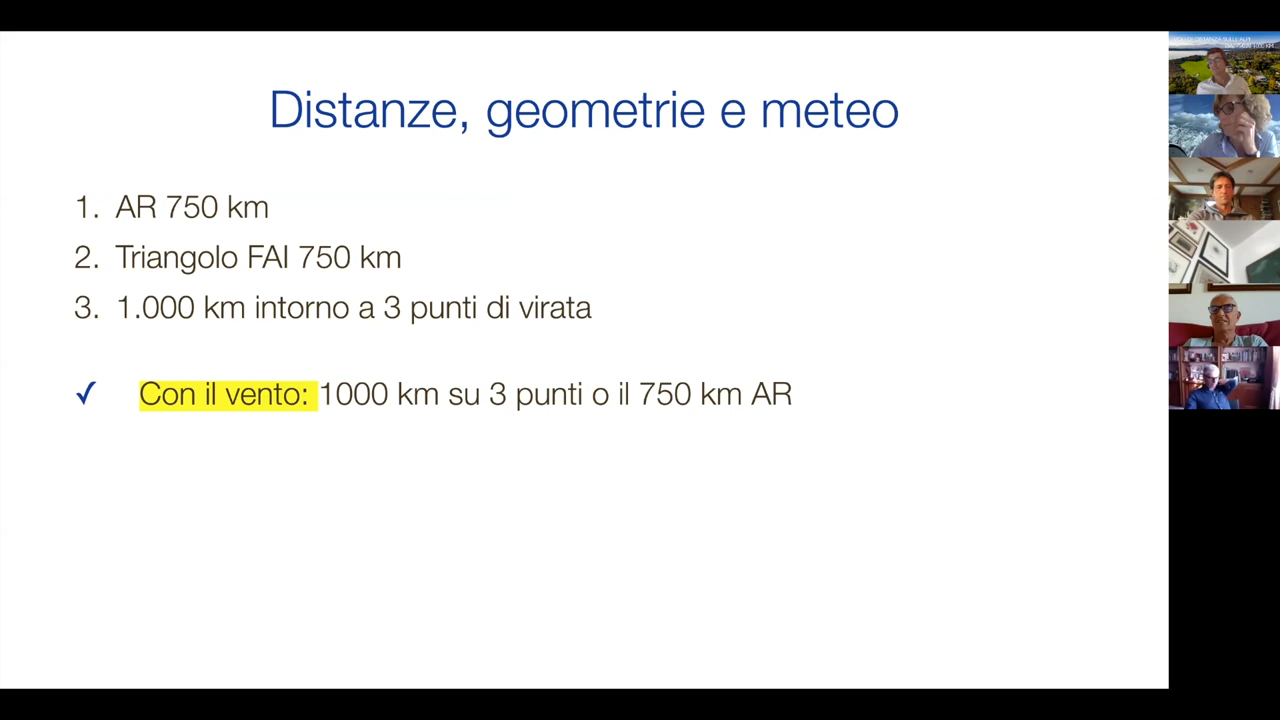 Distanze, geometrie e meteo
1. AR 750 km
2. Triangolo FAI 750 km
3. 1.000 km intorno a 3 punti di virata
✓ Con il vento: 1000 km su 3 punti o il 750 km AR